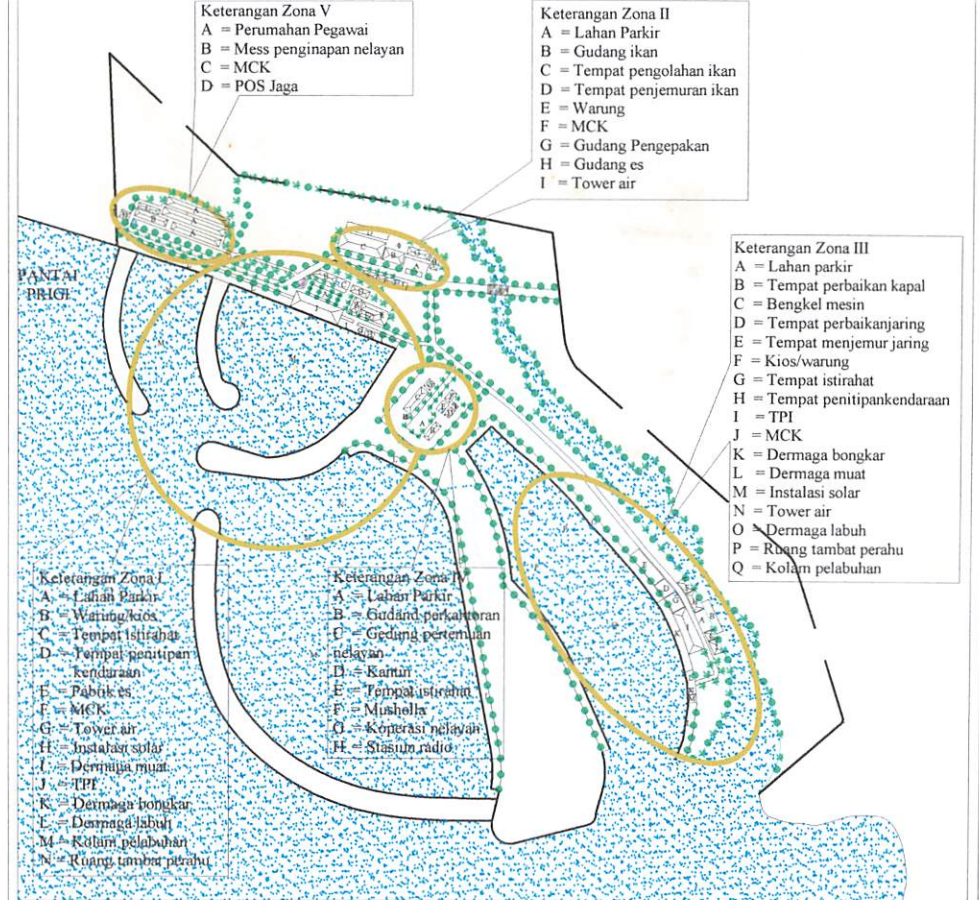 Keterangan Zona V
A = Perumahan Pegawai
B = Mess penginapan nelayan
C = MCK
D = POS Jaga
Keterangan Zona II
A = Lahan Parkir
B = Gudang ikan
C = Tempat pengolahan ikan
D = Tempat penjemuran ikan
E = Warung
F = MCK
G = Gudang Pengepakan
H = Gudang es
I = Tower air
Keterangan Zona III
A = Lahan parkir
B = Tempat perbaikan kapal
C = Bengkel mesin
D = Tempat perbaikanjaring
E = Tempat menjemur jaring
F = Kios/warung
G = Tempat istirahat
H = Tempat penitipankendaraan
I = TPI
J = MCK
K = Dermaga bongkar
L = Dermaga muat
M = Instalasi solar
N = Tower air
O = Dermaga labuh
P = Ruang tambat perahu
Q = Kolam pelabuhan
PANTAI
PRIGI
Keterangan Zona I
A = Lahan Parkir
B = Warung/kios
C = Tempat istirahat
D = Tempat penitipan
kendaraan
E = Pabrik es
F = MCK
G = Tower air
H = Instalasi solar
I = Dermaga muat
J = TPI
K = Dermaga bongkar
L = Dermaga labuh
M = Kolam pelabuhan
N = Ruang tambat perahu
Keterangan Zona IV
A = Lahan Parkir
B = Gudand perkantoran
C = Gedung pertemuan
nelayan
D = Kantin
E = Tempat istirahat
F = Musholla
G = Koperasi nelayan
H = Stasiun radio